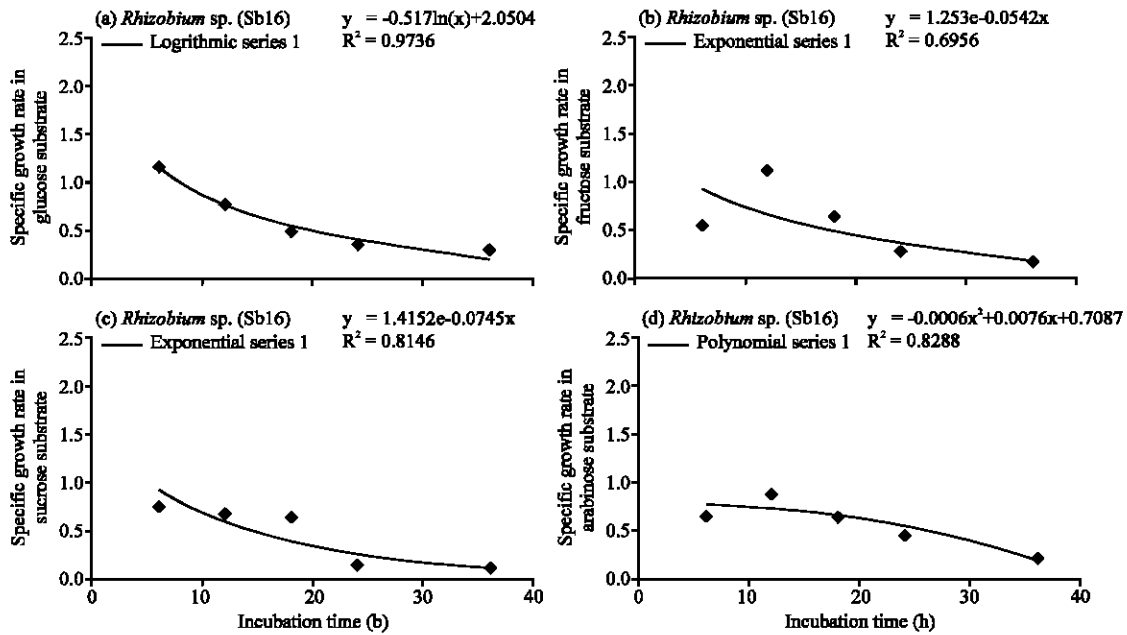 (a) Rhizobium sp. (Sb16) y = -0.517ln(x)+2.0504
Logrithmic series 1 R² = 0.9736
Specific growth rate in
glucose substrate
2.5
2.0
1.5
1.0
0.5
0.0
(b) Rhizobium sp. (Sb16) y = 1.253e-0.0542x
Exponential series 1 R² = 0.6956
Specific growth rate in
fructose substrate
2.5
2.0
1.5
1.0
0.5
0.0
(c) Rhizobium sp. (Sb16) y = 1.4152e-0.0745x
Exponential series 1 R² = 0.8146
Specific growth rate in
sucrose substrate
2.5
2.0
1.5
1.0
0.5
0.0
0 10 20 30 40
Incubation time (b)
(d) Rhizobium sp. (Sb16) y = -0.0006x²+0.0076x+0.7087
Polynomial series 1 R² = 0.8288
Specific growth rate in
arabinose substrate
2.5
2.0
1.5
1.0
0.5
0.0
0 10 20 30 40
Incubation time (h)